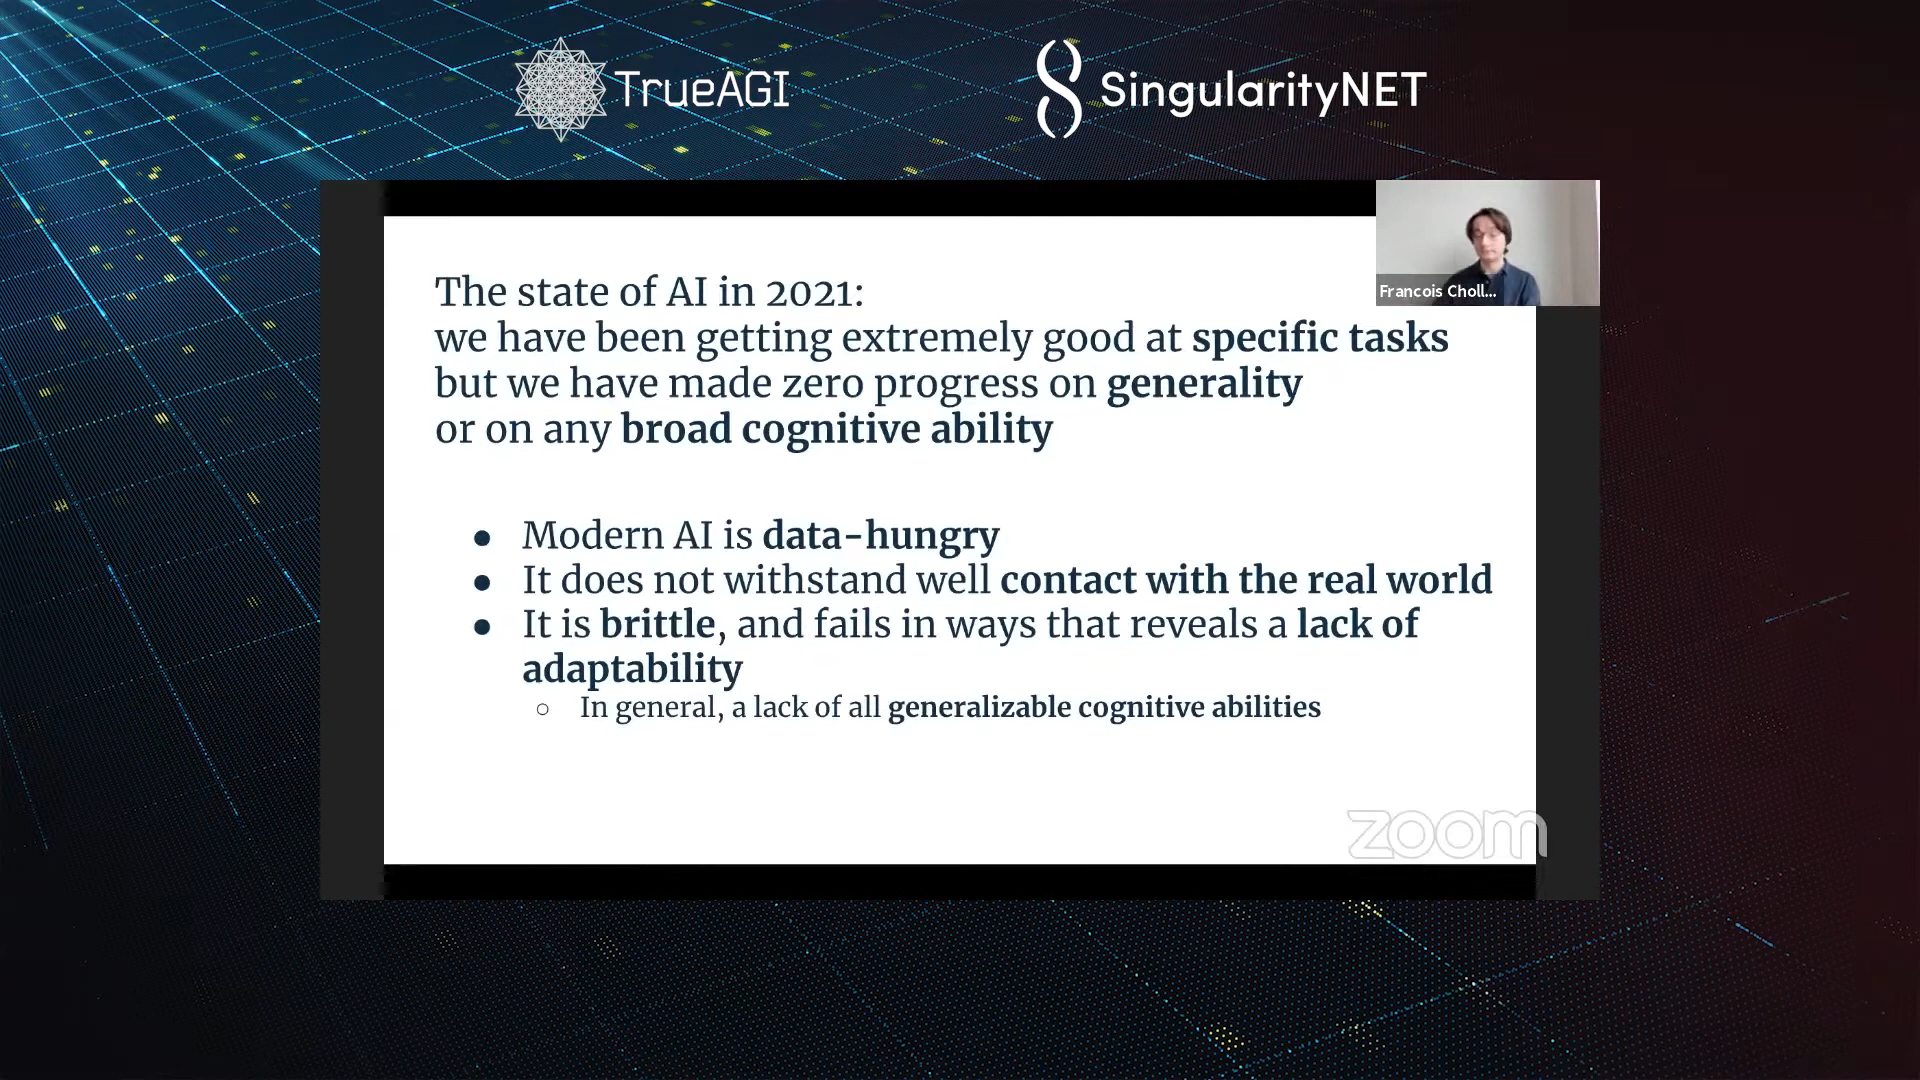 TrueAGI
SingularityNET
Francois Choll...
The state of AI in 2021:
we have been getting extremely good at specific tasks
but we have made zero progress on generality
or on any broad cognitive ability
● Modern AI is data-hungry
● It does not withstand well contact with the real world
● It is brittle, and fails in ways that reveals a lack of
adaptability
○ In general, a lack of all generalizable cognitive abilities
zoom